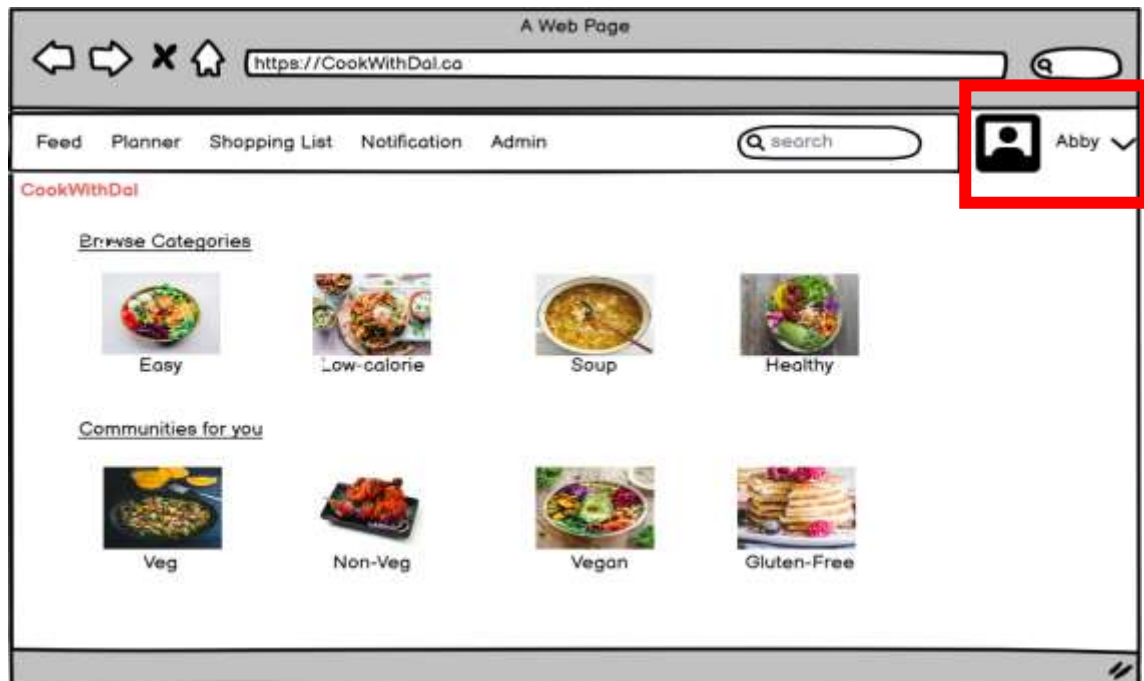 A Web Page
https://CookWithDal.ca
Feed Planner Shopping List Notification Admin search Abby
CookWithDal
Browse Categories
Easy Low-calorie Soup Healthy
Communities for you
Veg Non-Veg Vegan Gluten-Free